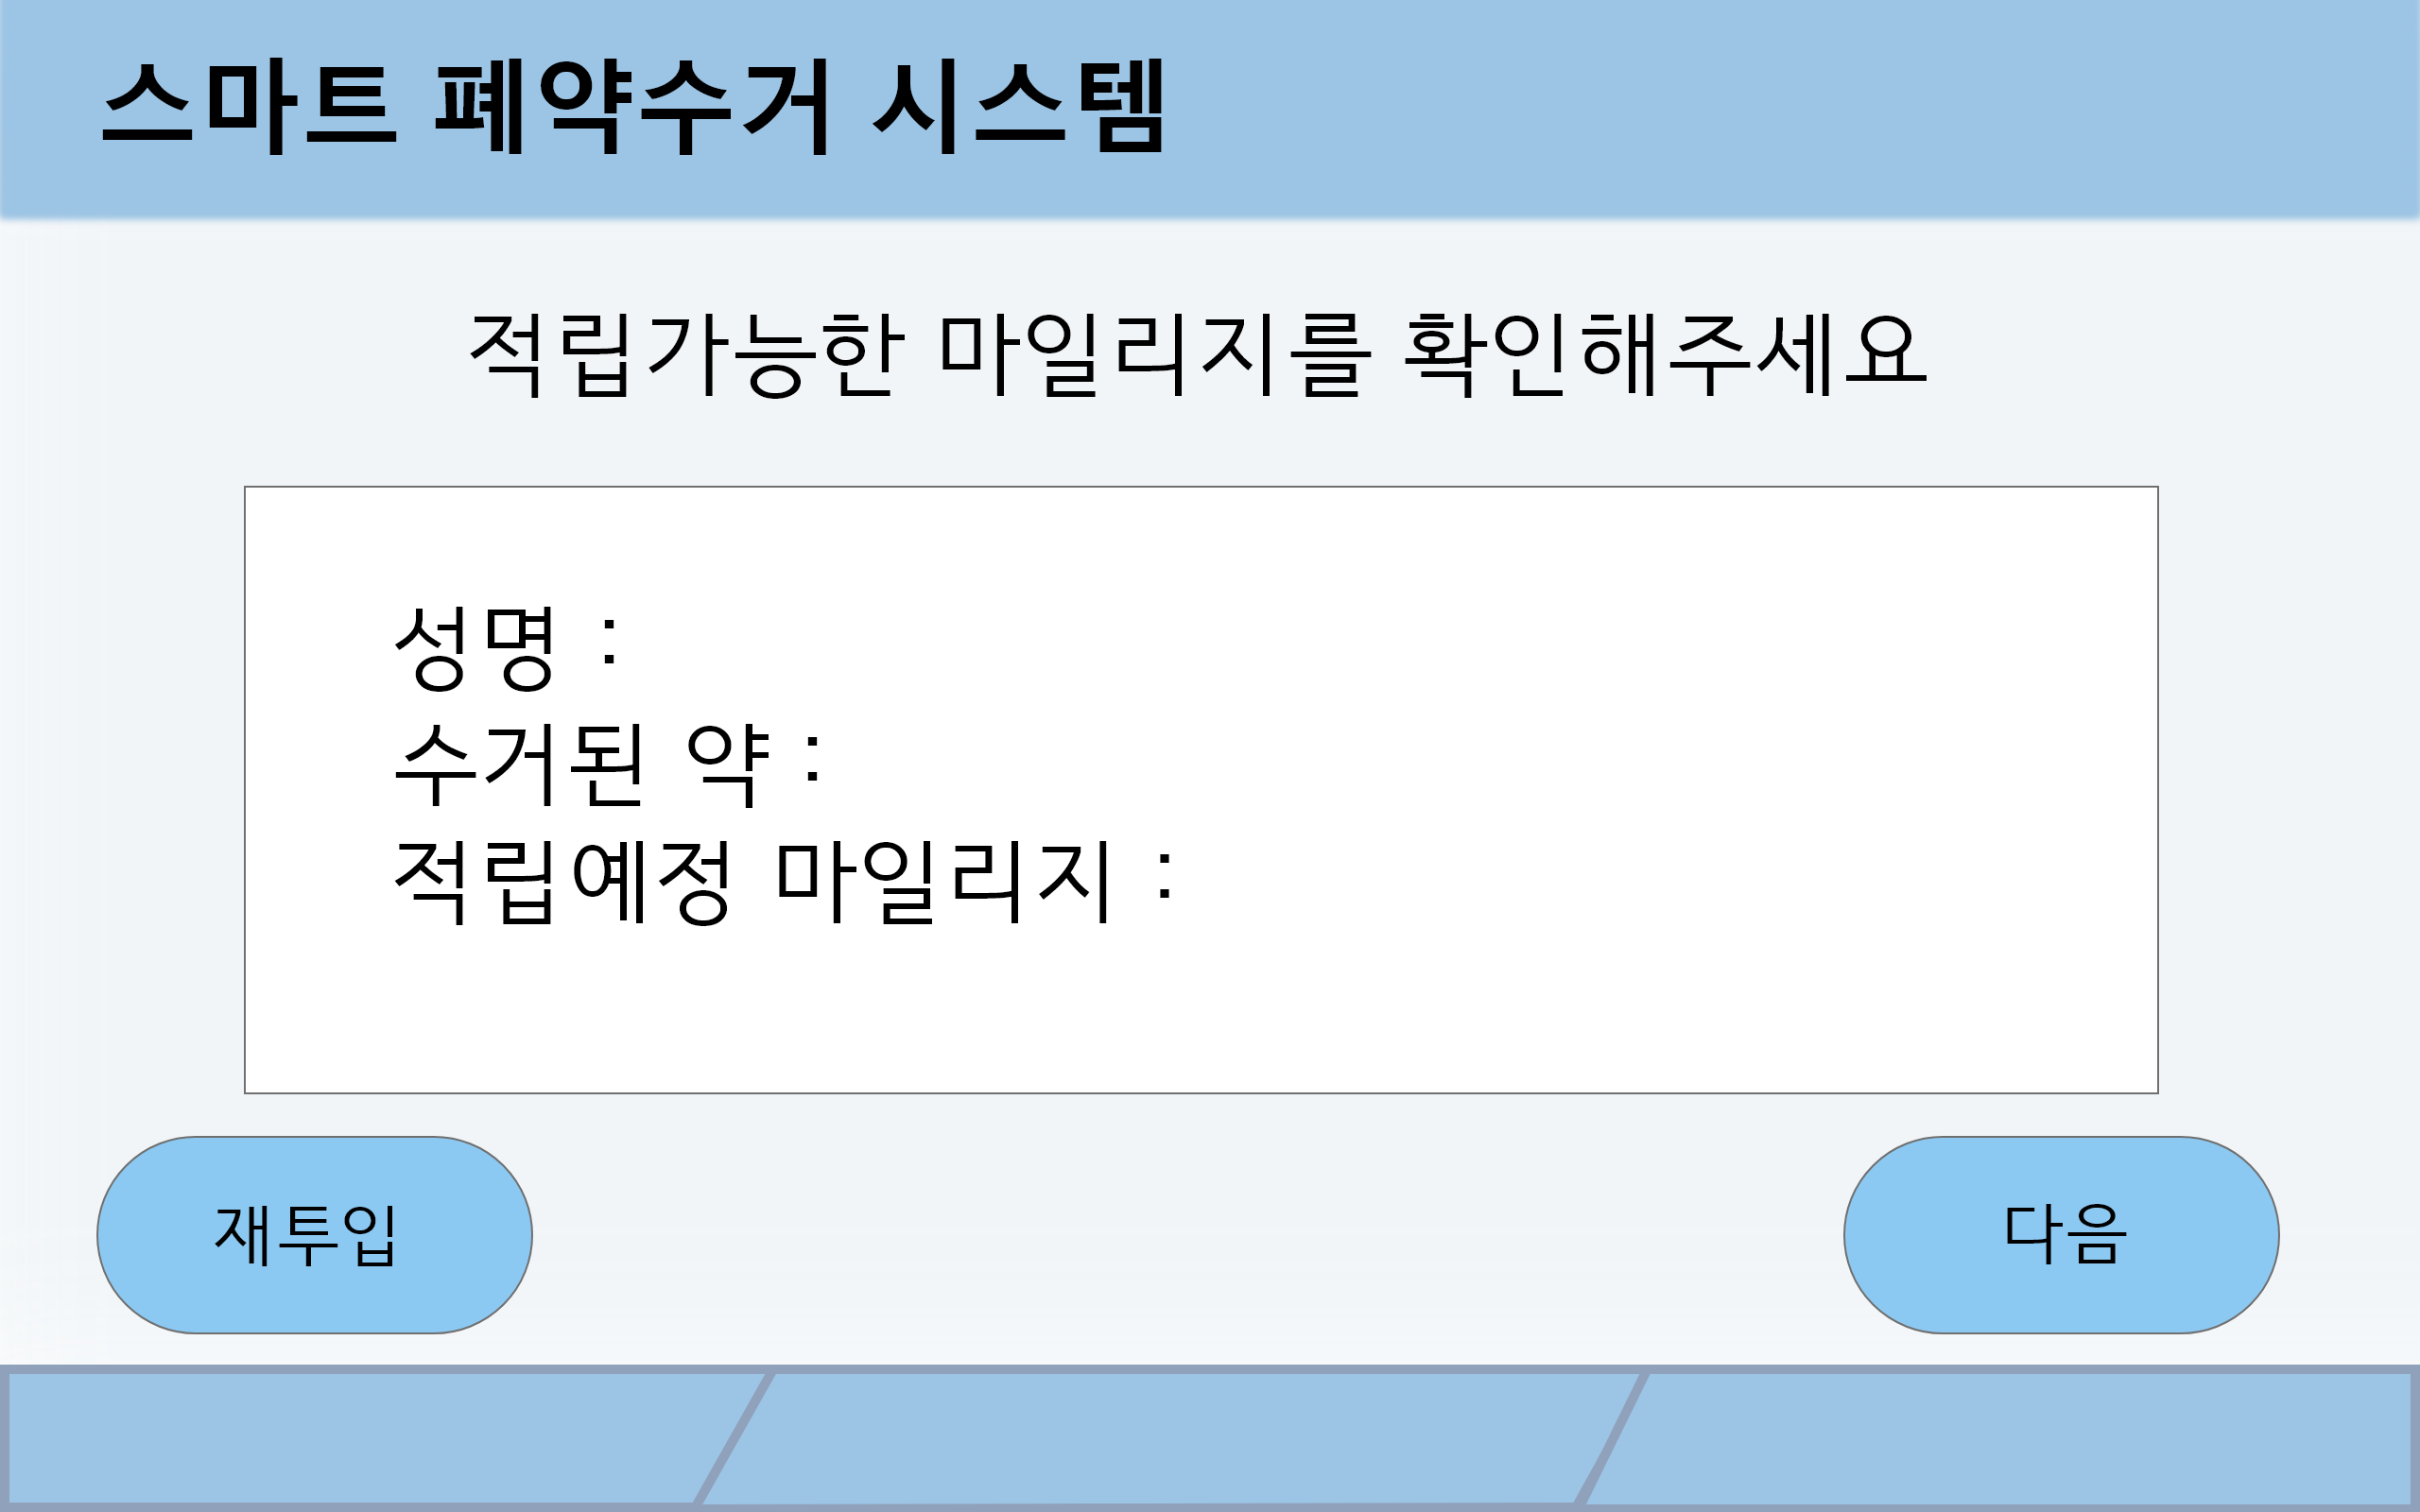 스마트 폐약수거 시스템
적립가능한 마일리지를 확인해주세요
성명 :
수거된 약 :
적립예정 마일리지 :
재투입
다음